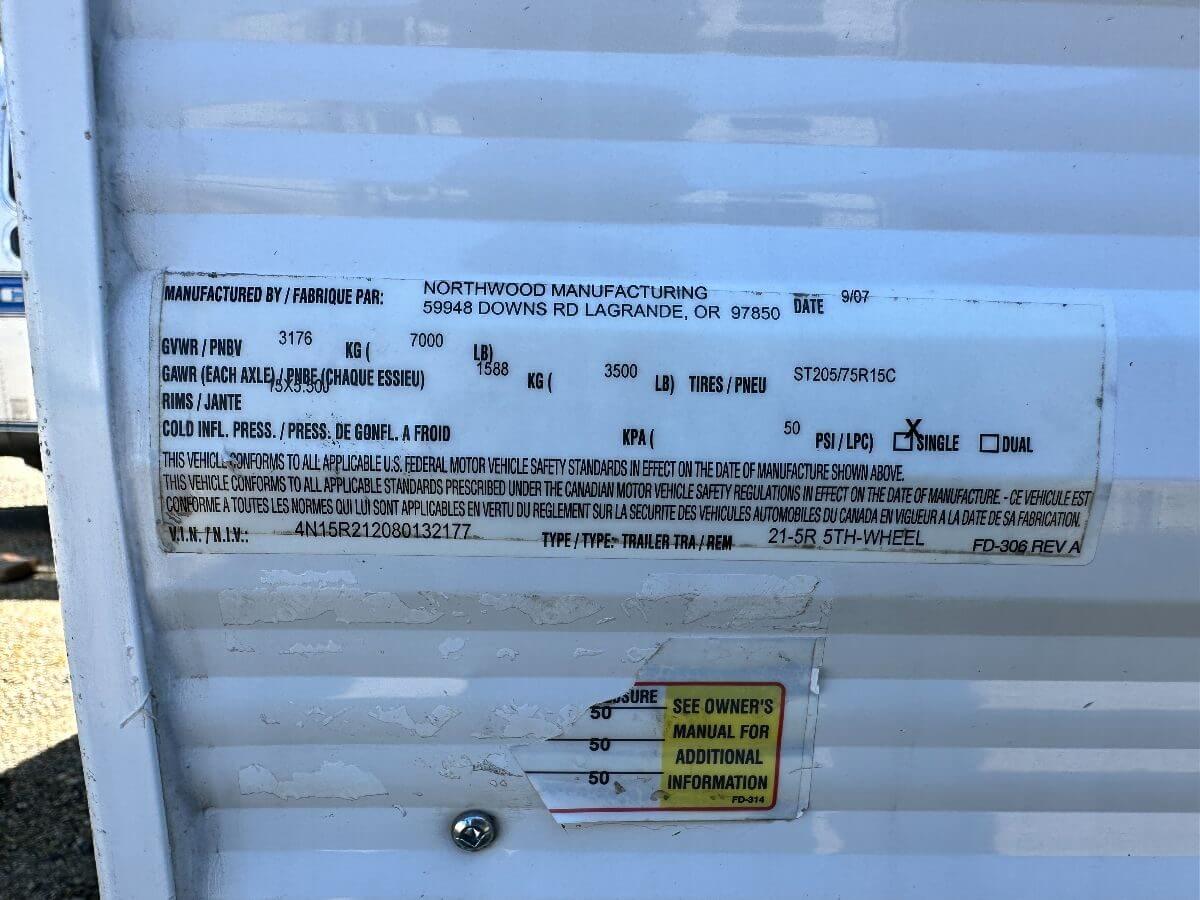 MANUFACTURED BY / FABRIQUE PAR: NORTHWOOD MANUFACTURING DATE 9/07
59948 DOWNS RD LAGRANDE, OR 97850
GVWR / PNBV 3176 KG ( 7000 LB)
GAWR (EACH AXLE) / PNBE (CHAQUE ESSIEU) 1588 KG ( 3500 LB) TIRES / PNEU ST205/75R15C
RIMS / JANTE 15X5.500
COLD INFL. PRESS. / PRESS. DE GONFL. A FROID KPA ( 50 PSI / LPC) X SINGLE DUAL
THIS VEHICLE CONFORMS TO ALL APPLICABLE U.S. FEDERAL MOTOR VEHICLE SAFETY STANDARDS IN EFFECT ON THE DATE OF MANUFACTURE SHOWN ABOVE.
THIS VEHICLE CONFORMS TO ALL APPLICABLE STANDARDS PRESCRIBED UNDER THE CANADIAN MOTOR VEHICLE SAFETY REGULATIONS IN EFFECT ON THE DATE OF MANUFACTURE. - CE VEHICULE EST
CONFORME A TOUTES LES NORMES QUI LUI SONT APPLICABLES EN VERTU DU REGLEMENT SUR LA SECURITE DES VEHICULES AUTOMOBILES DU CANADA EN VIGUEUR A LA DATE DE SA FABRICATION.
V.I.N. / N.I.V.: 4N15R212080132177 TYPE / TYPE: TRAILER TRA / REM 21-5R 5TH-WHEEL FD-306 REV A
SURE
50
50
50
SEE OWNER'S
MANUAL FOR
ADDITIONAL
INFORMATION
FD-314